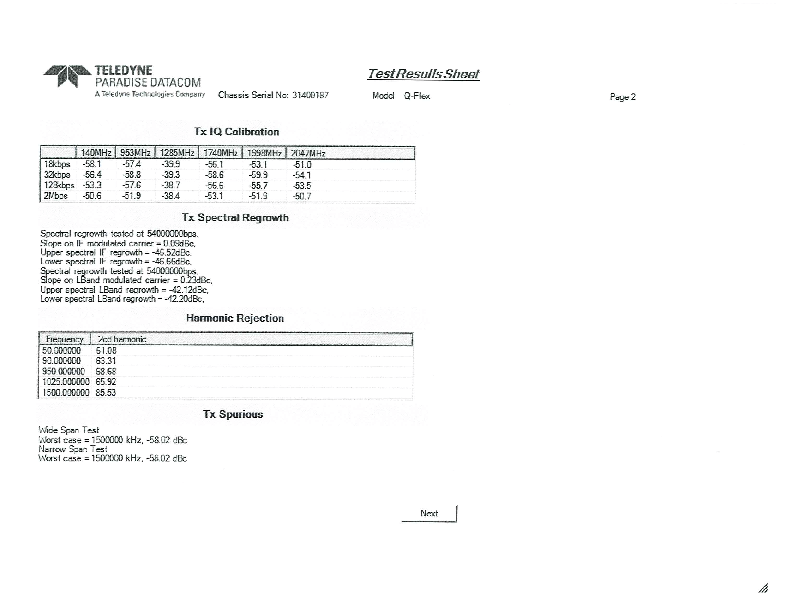 TELEDYNE
PARADISE DATACOM
A Teledyne Technologies Company
Chassis Serial No: 31400187
Test Results Sheet
Model Q-Flex
Page 2
Tx IQ Calibration
140MHz 953MHz 1285MHz 1740MHz 1998MHz 2047MHz
18kbps -58.1 -57.4 -39.9 -56.1 -53.1 -51.0
32kbps -56.4 -58.8 -39.3 -58.6 -59.9 -54.1
128kbps -53.3 -57.6 -38.7 -56.6 -55.7 -53.5
2Mbps -50.6 -51.9 -38.4 -53.1 -51.9 -50.7
Tx Spectral Regrowth
Spectral regrowth tested at 54000000bps,
Slope on IF modulated carrier = 0.09dBc,
Upper spectral IF regrowth = -46.52dBc,
Lower spectral IF regrowth = -46.66dBc,
Spectral regrowth tested at 54000000bps,
Slope on LBand modulated carrier = 0.23dBc,
Upper spectral LBand regrowth = -42.12dBc,
Lower spectral LBand regrowth = -42.20dBc,
Harmonic Rejection
Frequency 2nd harmonic
50.000000 61.08
90.000000 63.31
950.000000 68.68
1025.000000 65.92
1500.000000 85.53
Tx Spurious
Wide Span Test
Worst case = 1500000 kHz, -58.02 dBc
Narrow Span Test
Worst case = 1500000 kHz, -58.02 dBc
Next